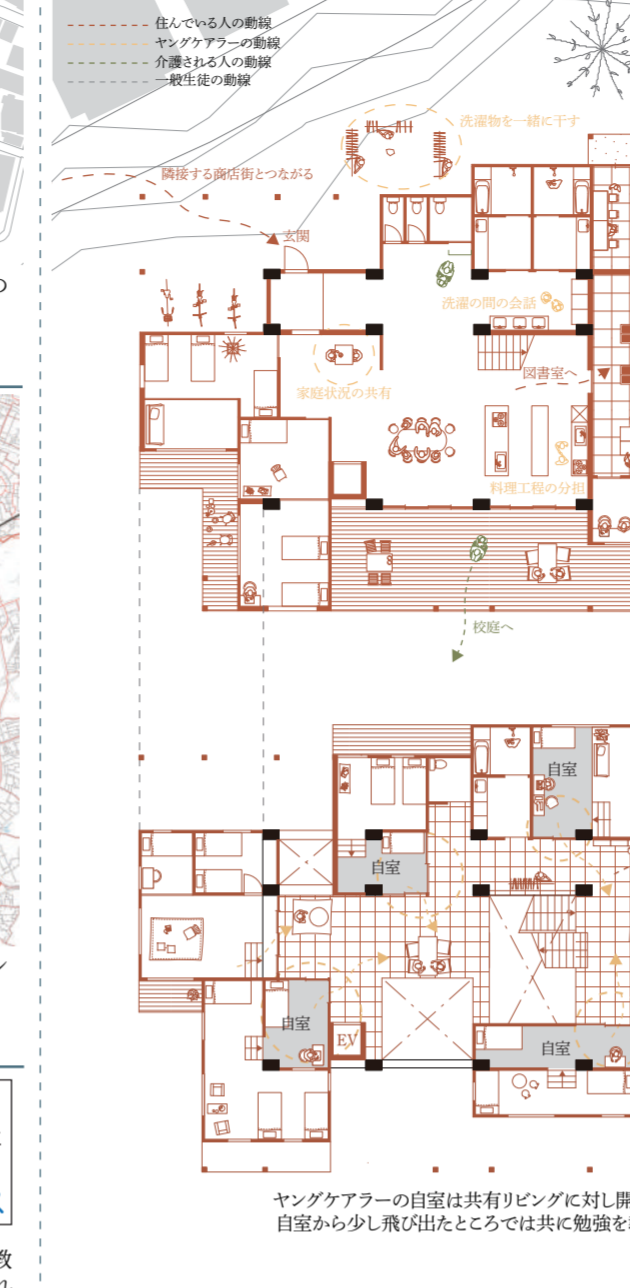 住んでいる人の動線
ヤングケアラーの動線
介護される人の動線
一般生徒の動線
洗濯物を一緒に干す
隣接する商店街とつながる
玄関
洗濯の間の会話
図書室へ
家庭状況の共有
料理工程の分担
校庭へ
自室
自室
自室
EV
自室
ヤングケアラーの自室は共有リビングに対し開
自室から少し飛び出たところでは共に勉強を
の
教